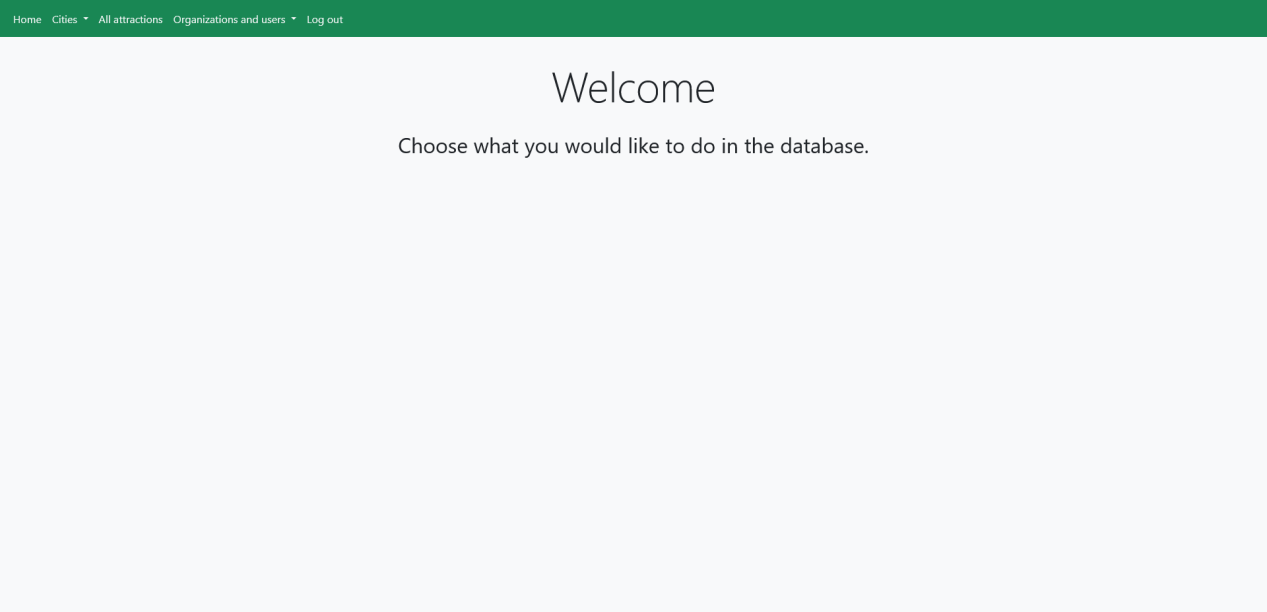 Home Cities All attractions Organizations and users Log out
Welcome
Choose what you would like to do in the database.